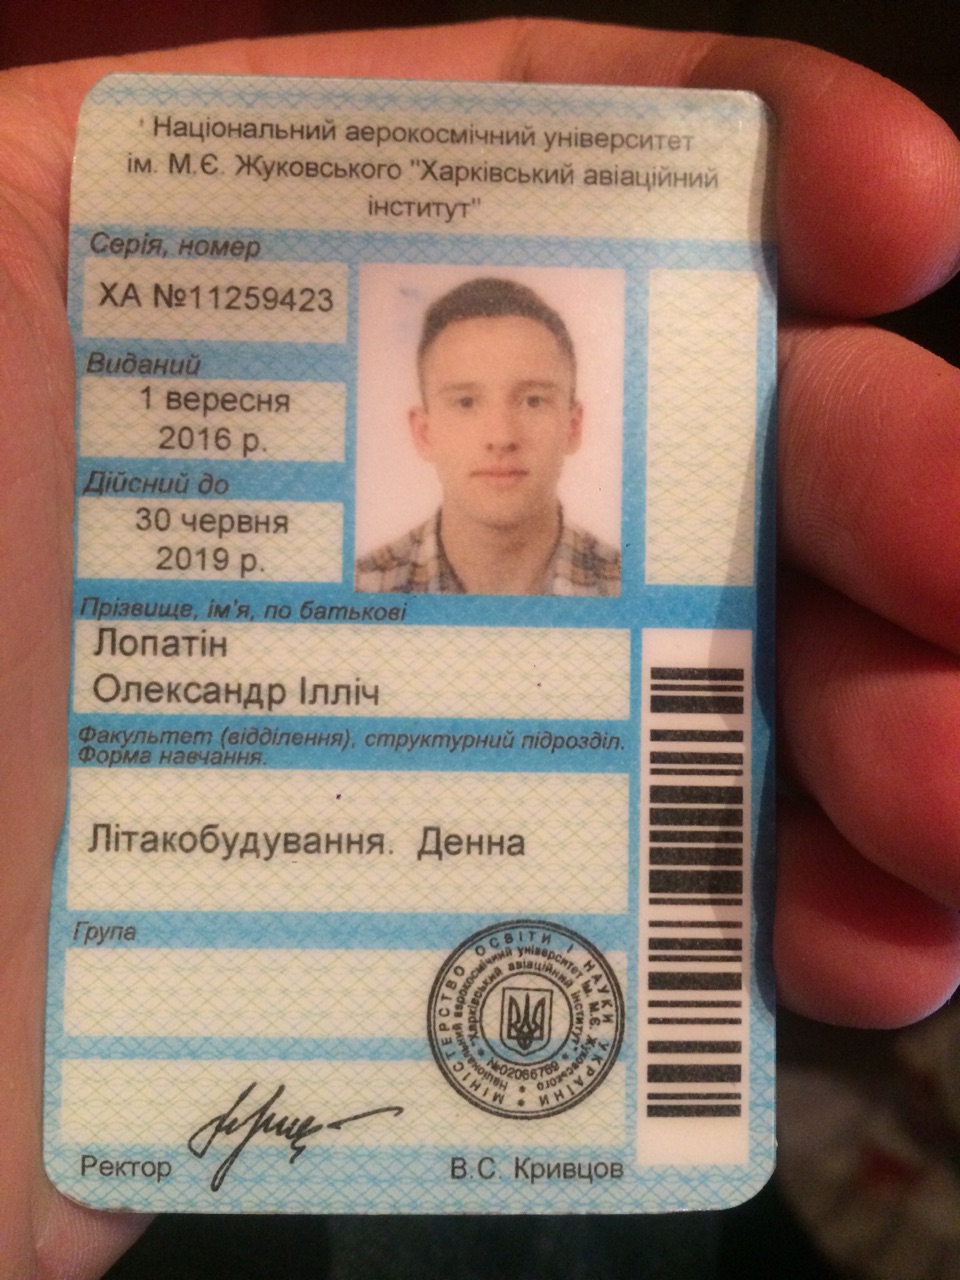 Національний аерокосмічний університет
ім. М.Є. Жуковського "Харківський авіаційний
інститут"
Серія, номер
ХА №11259423
Виданий
1 вересня
2016 р.
Дійсний до
30 червня
2019 р.
Прізвище, ім'я, по батькові
Лопатін
Олександр Ілліч
Факультет (відділення), структурний підрозділ.
Форма навчання.
Літакобудування. Денна
Група
МІНІСТЕРСТВО ОСВІТИ І НАУКИ УКРАЇНИ
Національний аерокосмічний університет ім. М.Є. Жуковського
"Харківський авіаційний інститут"
№02066769
Ректор
В.С. Кривцов